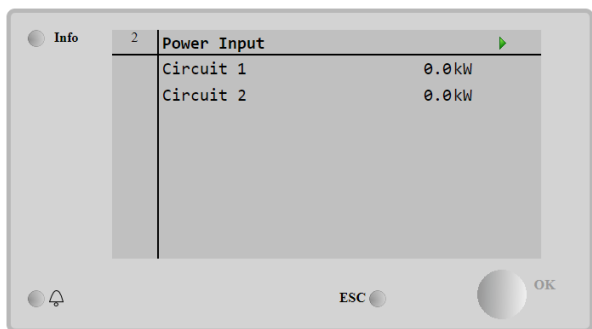 Info
2 Power Input
Circuit 1 0.0kW
Circuit 2 0.0kW
ESC
OK